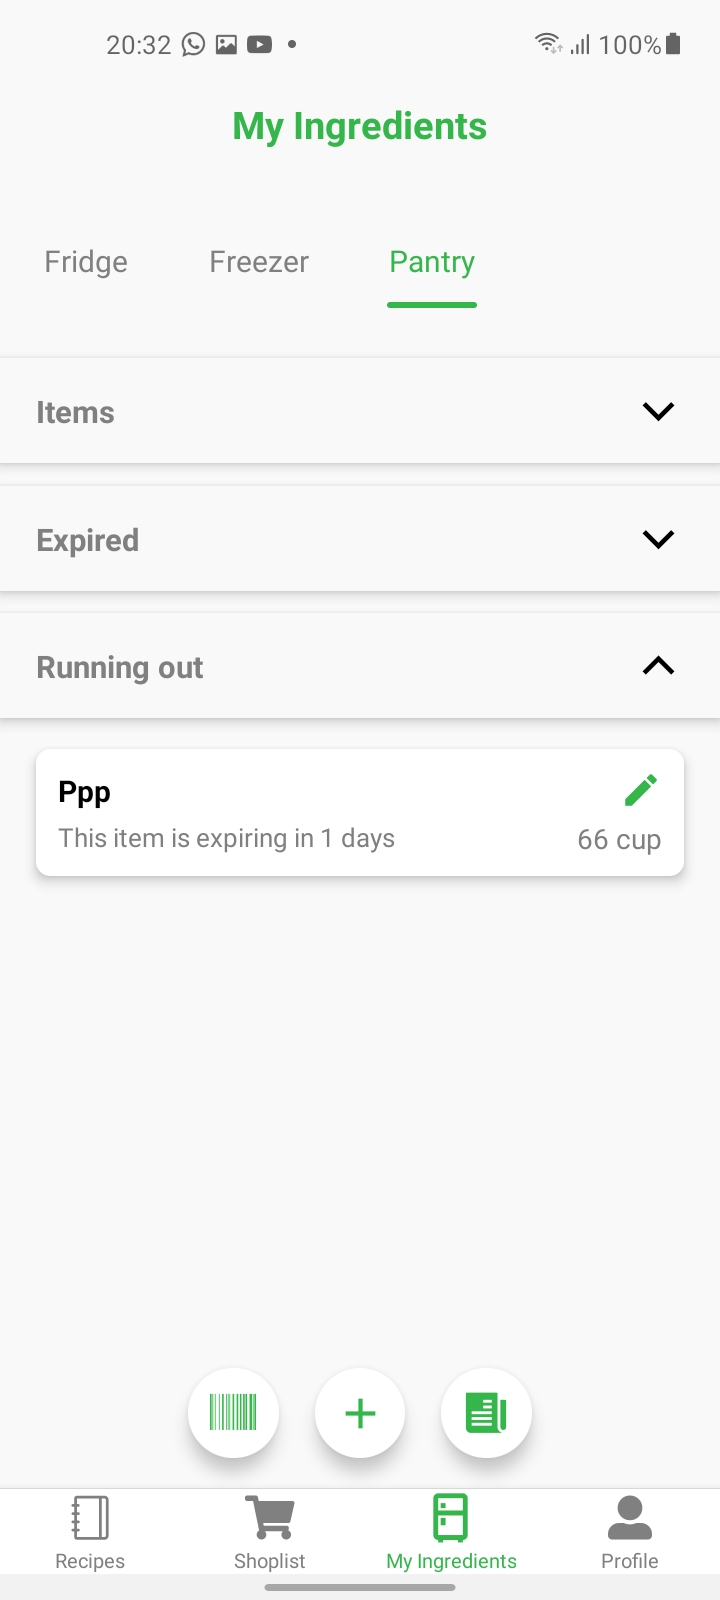 20:32 100%
My Ingredients
Fridge Freezer Pantry
Items
Expired
Running out
Ppp
This item is expiring in 1 days 66 cup
Recipes Shoplist My Ingredients Profile